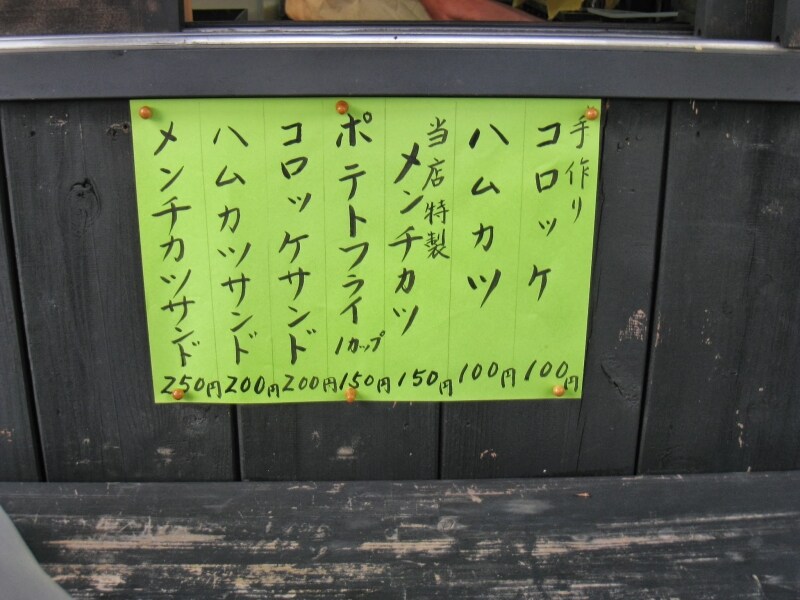 手作り
コロッケ 100円
ハムカツ 100円
当店特製
メンチカツ 150円
ポテトフライ 1カップ 150円
コロッケサンド 200円
ハムカツサンド 200円
メンチカツサンド 250円